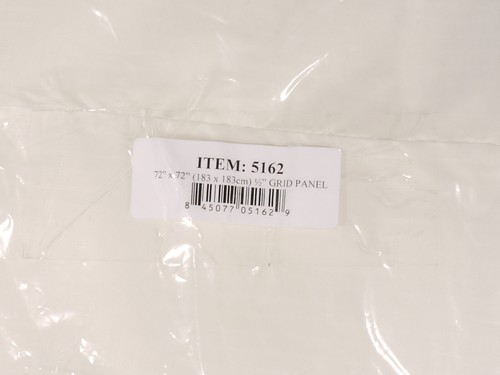 ITEM: 5162
72" x 72" (183 x 183cm) ½" GRID PANEL
8 45077 05162 9